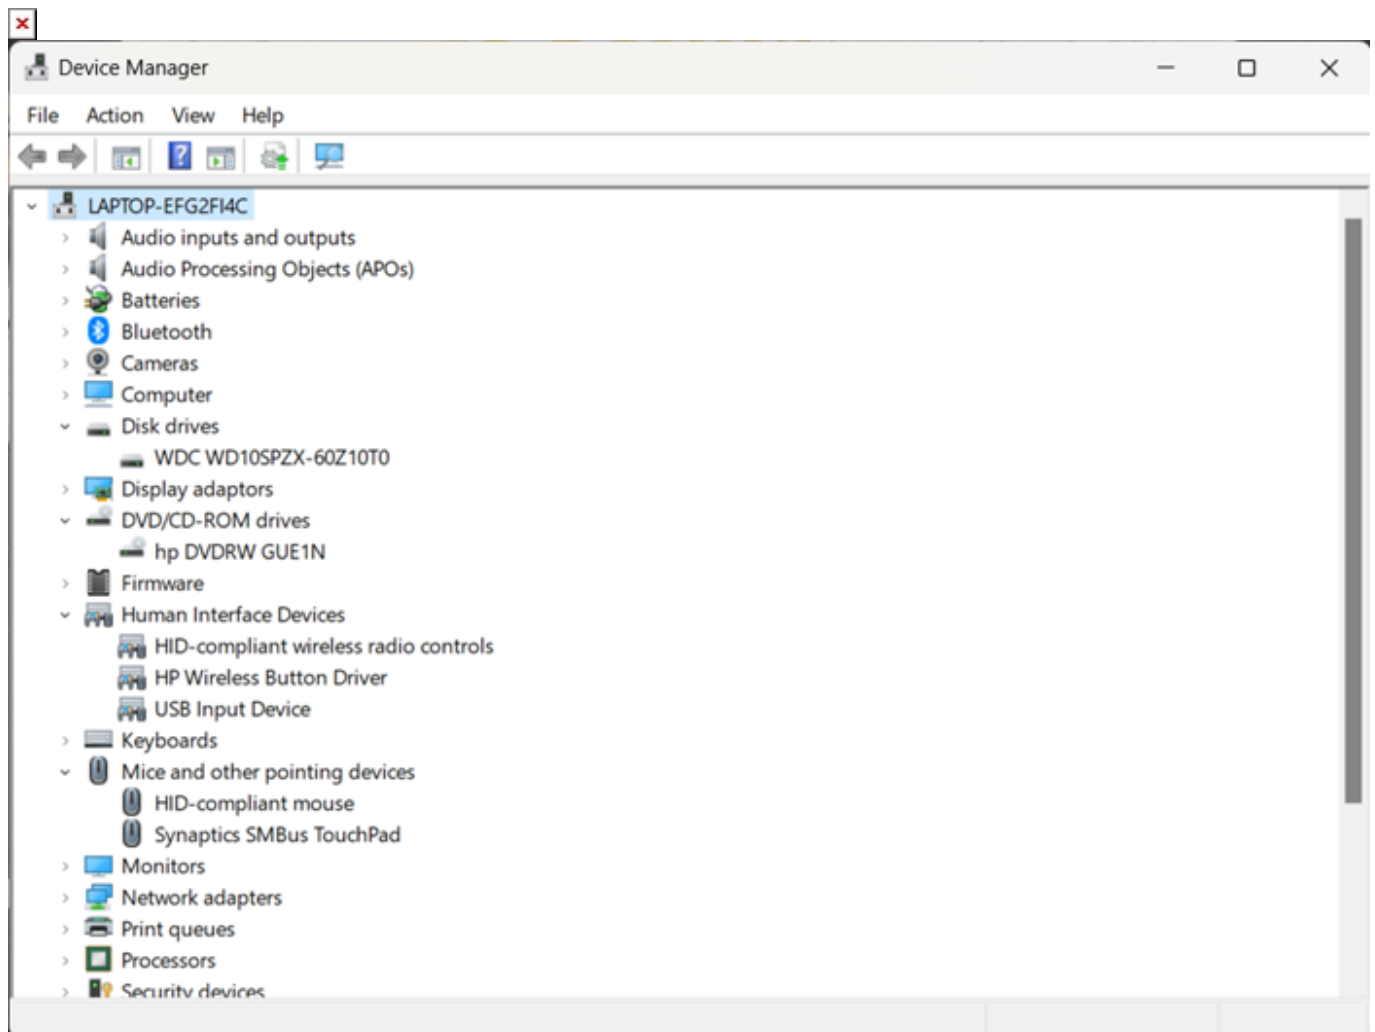 Device Manager
File Action View Help
LAPTOP-EFG2FI4C
Audio inputs and outputs
Audio Processing Objects (APOs)
Batteries
Bluetooth
Cameras
Computer
Disk drives
WDC WD10SPZX-60Z10T0
Display adaptors
DVD/CD-ROM drives
hp DVDRW GUE1N
Firmware
Human Interface Devices
HID-compliant wireless radio controls
HP Wireless Button Driver
USB Input Device
Keyboards
Mice and other pointing devices
HID-compliant mouse
Synaptics SMBus TouchPad
Monitors
Network adapters
Print queues
Processors
Security devices